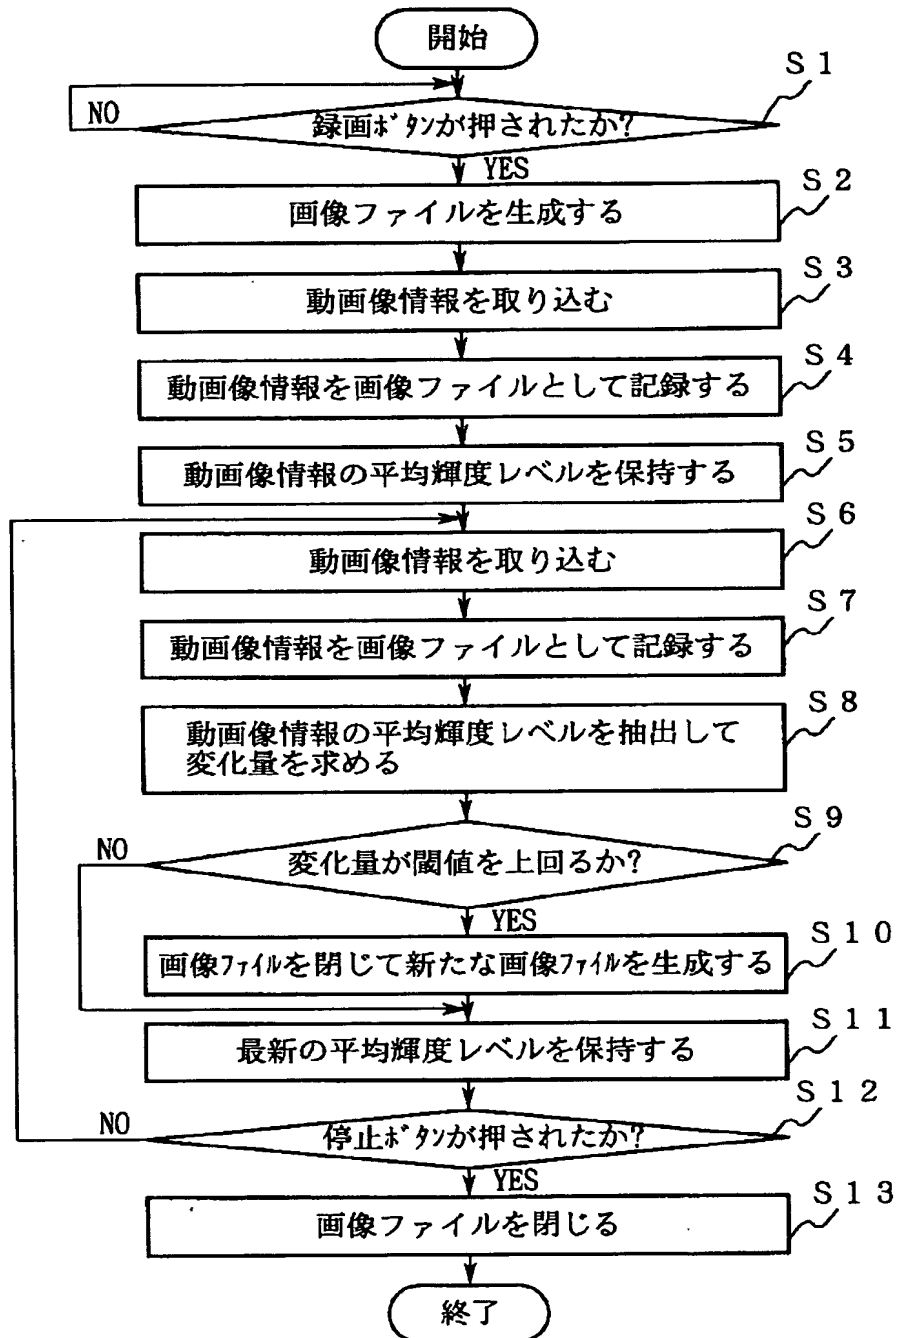 開始
S1
NO
録画ボタンが押されたか?
YES
S2
画像ファイルを生成する
S3
動画像情報を取り込む
S4
動画像情報を画像ファイルとして記録する
S5
動画像情報の平均輝度レベルを保持する
S6
動画像情報を取り込む
S7
動画像情報を画像ファイルとして記録する
S8
動画像情報の平均輝度レベルを抽出して
変化量を求める
S9
NO
変化量が閾値を上回るか?
YES
S10
画像ファイルを閉じて新たな画像ファイルを生成する
S11
最新の平均輝度レベルを保持する
S12
NO
停止ボタンが押されたか?
YES
S13
画像ファイルを閉じる
終了